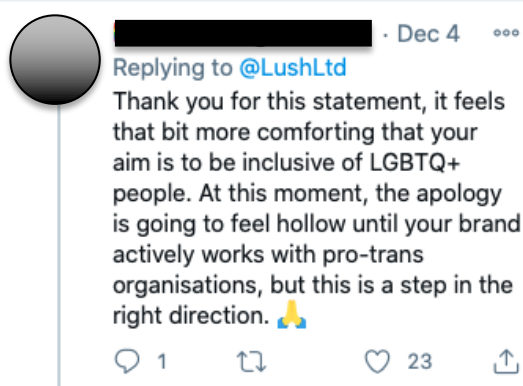 · Dec 4
Replying to @LushLtd
Thank you for this statement, it feels
that bit more comforting that your
aim is to be inclusive of LGBTQ+
people. At this moment, the apology
is going to feel hollow until your brand
actively works with pro-trans
organisations, but this is a step in the
right direction. 🙏
1 23